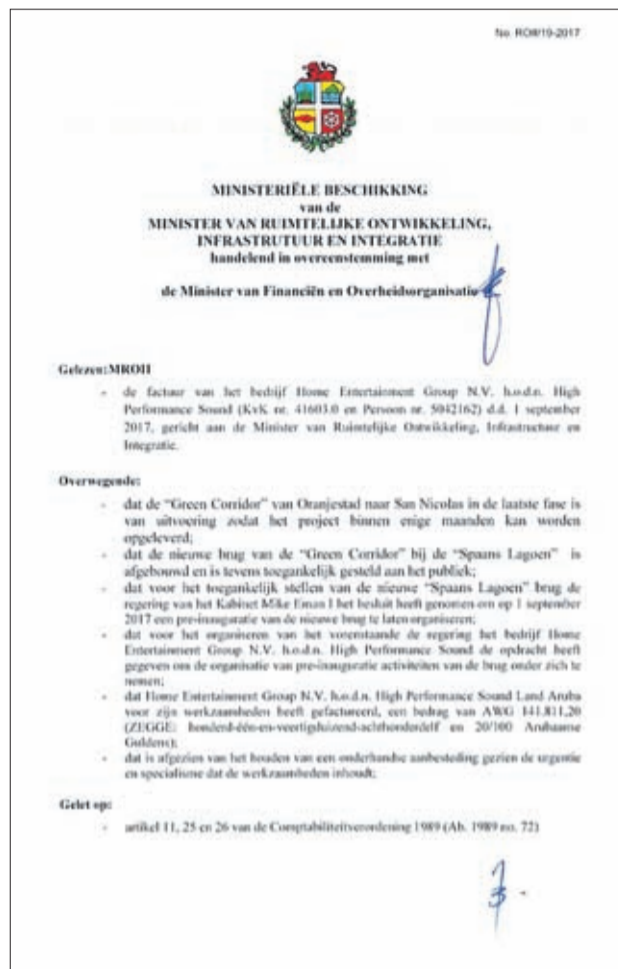 No. ROII/19-2017
MINISTERIËLE BESCHIKKING
van de
MINISTER VAN RUIMTELIJKE ONTWIKKELING,
INFRASTRUTUUR EN INTEGRATIE
handelend in overeenstemming met
de Minister van Financiën en Overheidsorganisatie
Gelezen:MROII
- de factuur van het bedrijf Home Entertainment Group N.V. h.o.d.n. High
Performance Sound (KvK nr. 41603.0 en Persoon nr. 5042162) d.d. 1 september
2017, gericht aan de Minister van Ruimtelijke Ontwikkeling, Infrastructuur en
Integratie.
Overwegende:
- dat de “Green Corridor” van Oranjestad naar San Nicolas in de laatste fase is
van uitvoering zodat het project binnen enige maanden kan worden
opgeleverd;
- dat de nieuwe brug van de “Green Corridor” bij de “Spaans Lagoen” is
afgebouwd en is tevens toegankelijk gesteld aan het publiek;
- dat voor het toegankelijk stellen van de nieuwe “Spaans Lagoen” brug de
regering van het Kabinet Mike Eman I het besluit heeft genomen om op 1 september
2017 een pre-inauguratie van de nieuwe brug te laten organiseren;
- dat voor het organiseren van het vorenstaande de regering het bedrijf Home
Entertainment Group N.V. h.o.d.n. High Performance Sound de opdracht heeft
gegeven om de organisatie van pre-inauguratie activiteiten van de brug onder zich te
nemen;
- dat Home Entertainment Group N.V. h.o.d.n. High Performance Sound Land Aruba
voor zijn werkzaamheden heeft gefactureerd, een bedrag van AWG 141.811,20
(ZEGGE: honderd-één-en-veertigduizend-achthonderdelf en 20/100 Arubaanse
Guldens);
- dat is afgezien van het houden van een onderhandse aanbesteding gezien de urgentie
en specialisme dat de werkzaamheden inhoudt;
Gelet op:
- artikel 11, 25 en 26 van de Comptabiliteitverordening 1989 (Ab. 1989 no. 72)